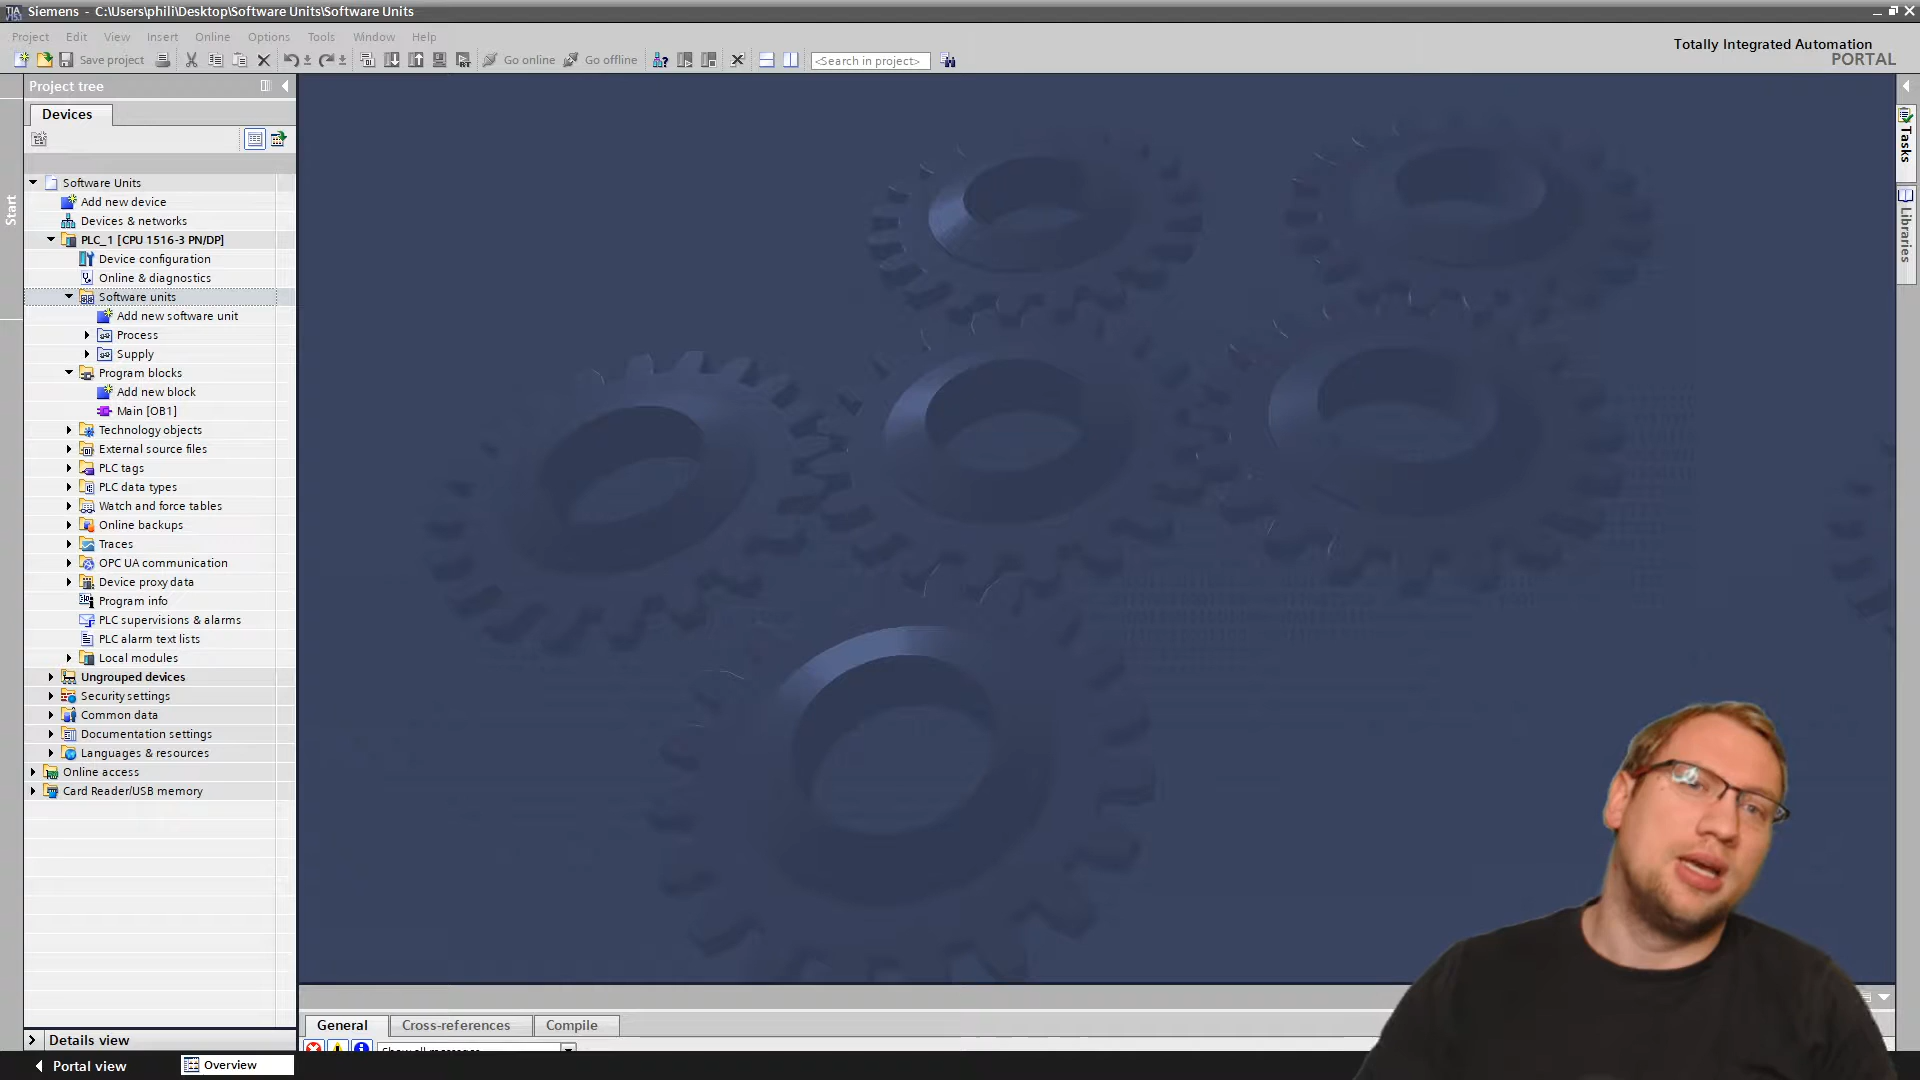 Siemens - C:\Users\phili\Desktop\Software Units\Software Units
Project Edit View Insert Online Options Tools Window Help
Save project
Go online
Go offline
<Search in project>
Totally Integrated Automation
PORTAL
Project tree
Devices
Start
Software Units
Add new device
Devices & networks
PLC_1 [CPU 1516-3 PN/DP]
Device configuration
Online & diagnostics
Software units
Add new software unit
Process
Supply
Program blocks
Add new block
Main [OB1]
Technology objects
External source files
PLC tags
PLC data types
Watch and force tables
Online backups
Traces
OPC UA communication
Device proxy data
Program info
PLC supervisions & alarms
PLC alarm text lists
Local modules
Ungrouped devices
Security settings
Common data
Documentation settings
Languages & resources
Online access
Card Reader/USB memory
Tasks
Libraries
General Cross-references Compile
Show all messages
Details view
Portal view
Overview